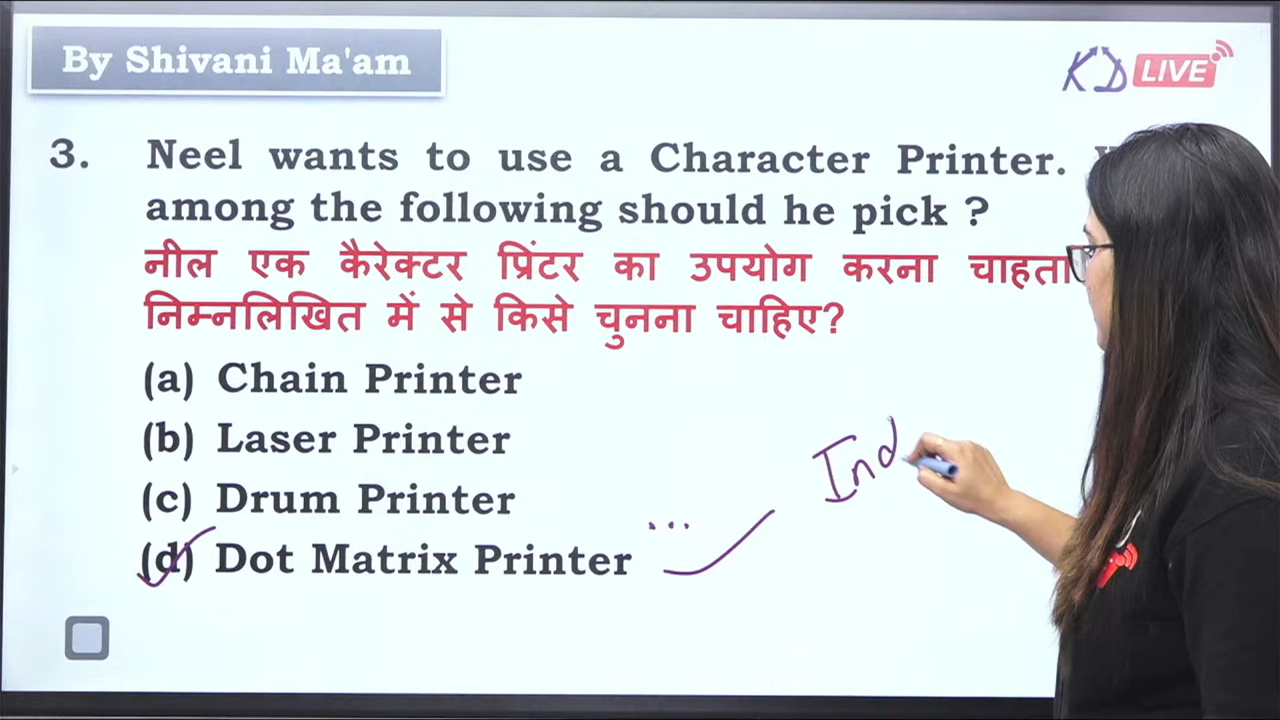 By Shivani Ma'am
KD LIVE
3. Neel wants to use a Character Printer.
among the following should he pick ?
नील एक कैरेक्टर प्रिंटर का उपयोग करना चाहता
निम्नलिखित में से किसे चुनना चाहिए?
(a) Chain Printer
(b) Laser Printer
(c) Drum Printer
(d) Dot Matrix Printer
Ind